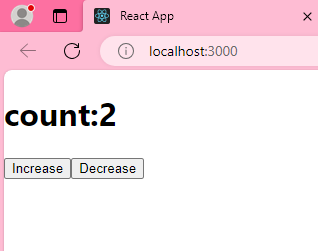 React App
localhost:3000
count:2
Increase Decrease